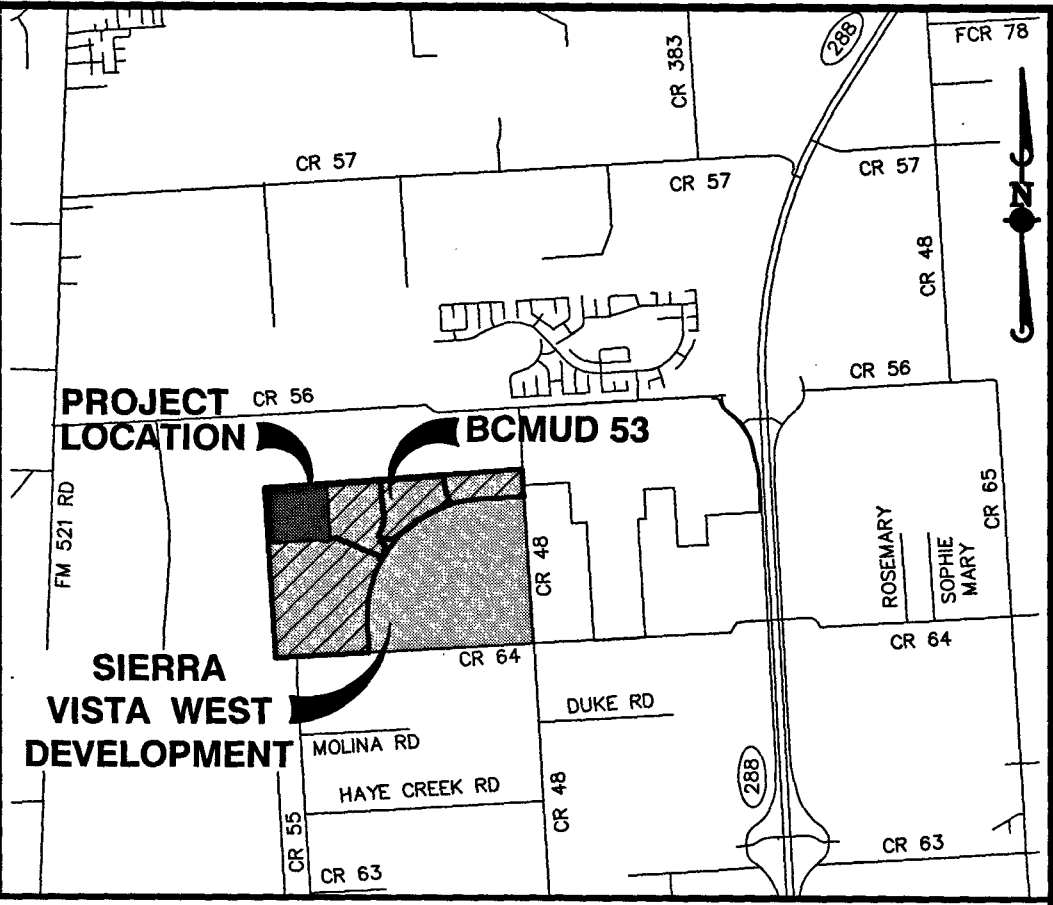 288
FCR 78
CR 383
CR 57
CR 57
CR 57
N
CR 48
CR 56
PROJECT
LOCATION
CR 56
BCMUD 53
FM 521 RD
CR 48
CR 65
ROSEMARY
SOPHIE
MARY
CR 64
CR 64
SIERRA
VISTA WEST
DEVELOPMENT
DUKE RD
MOLINA RD
HAYE CREEK RD
288
CR 48
CR 55
CR 63
CR 63